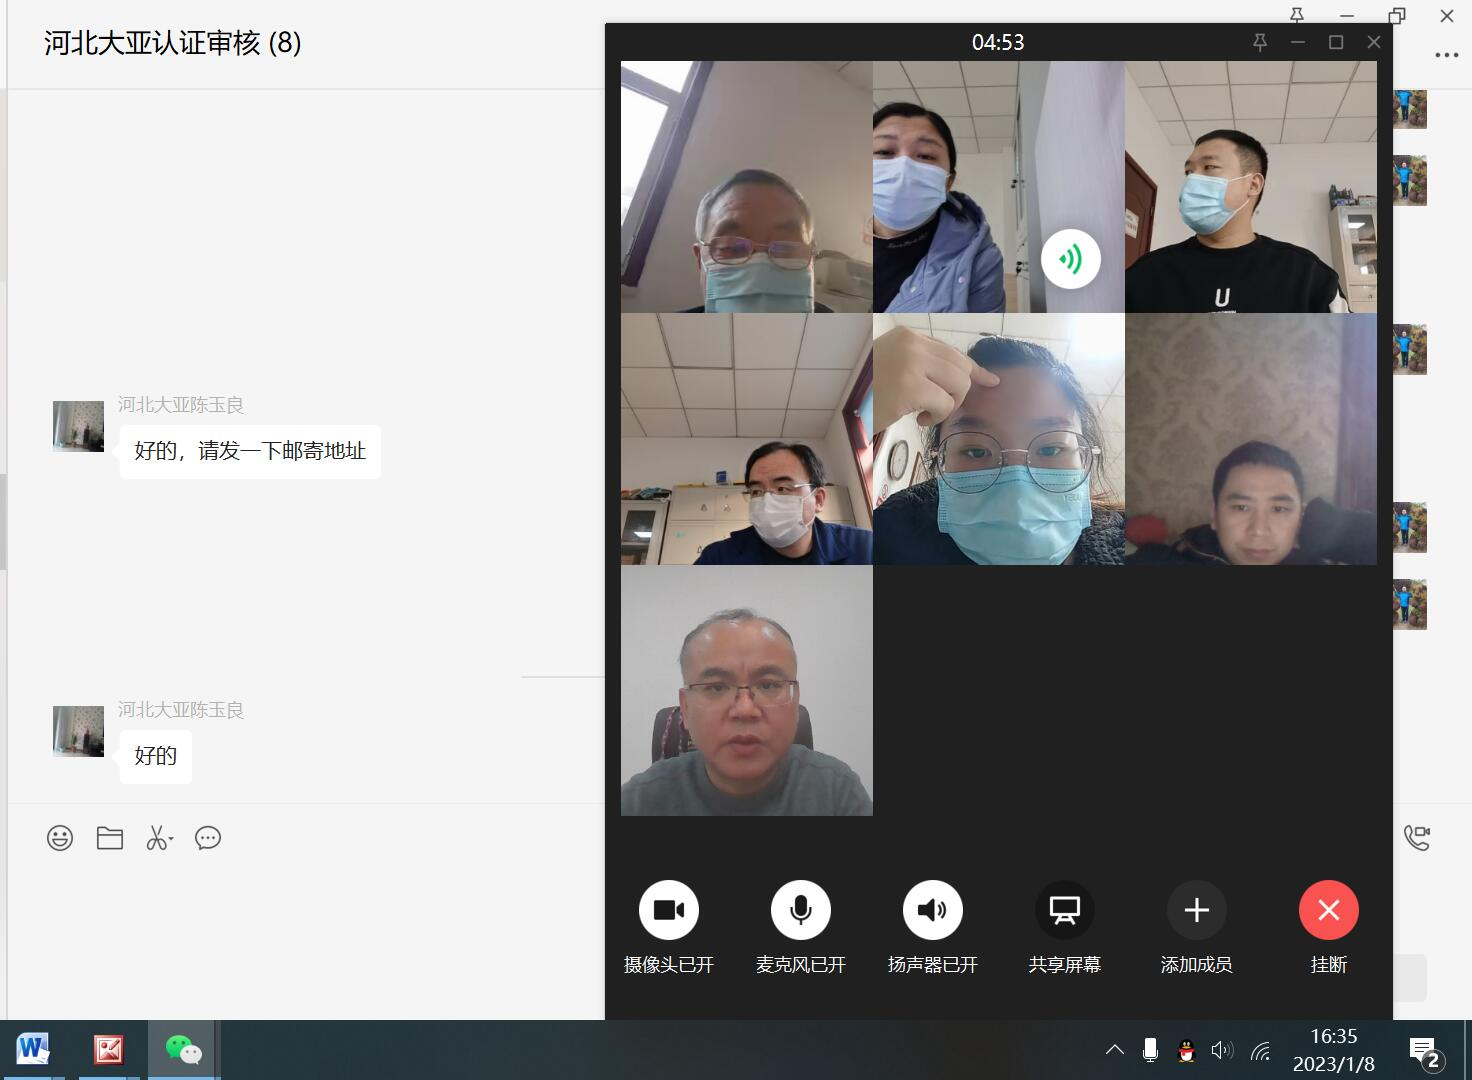 河北大亚认证审核 (8)
04:53
河北大亚陈玉良
好的，请发一下邮寄地址
河北大亚陈玉良
好的
U
摄像头已开
麦克风已开
扬声器已开
共享屏幕
添加成员
挂断
W
16:35
2023/1/8
2